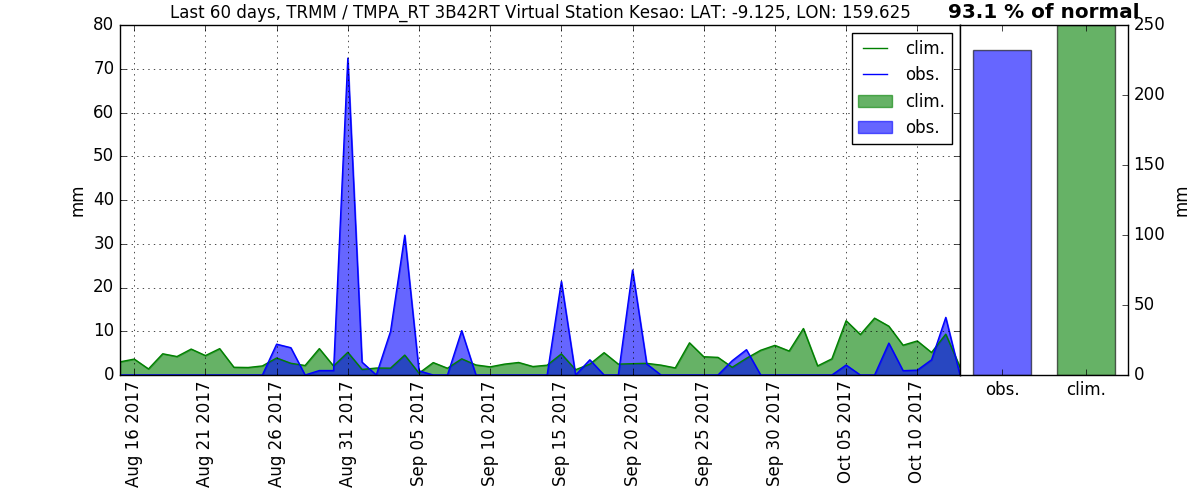 Last 60 days, TRMM / TMPA_RT 3B42RT Virtual Station Kesao: LAT: -9.125, LON: 159.625
93.1 % of normal
80
70
60
50
40
30
20
10
0
mm
clim.
obs.
clim.
obs.
250
200
150
100
50
0
mm
obs.
clim.
Aug 16 2017
Aug 21 2017
Aug 26 2017
Aug 31 2017
Sep 05 2017
Sep 10 2017
Sep 15 2017
Sep 20 2017
Sep 25 2017
Sep 30 2017
Oct 05 2017
Oct 10 2017